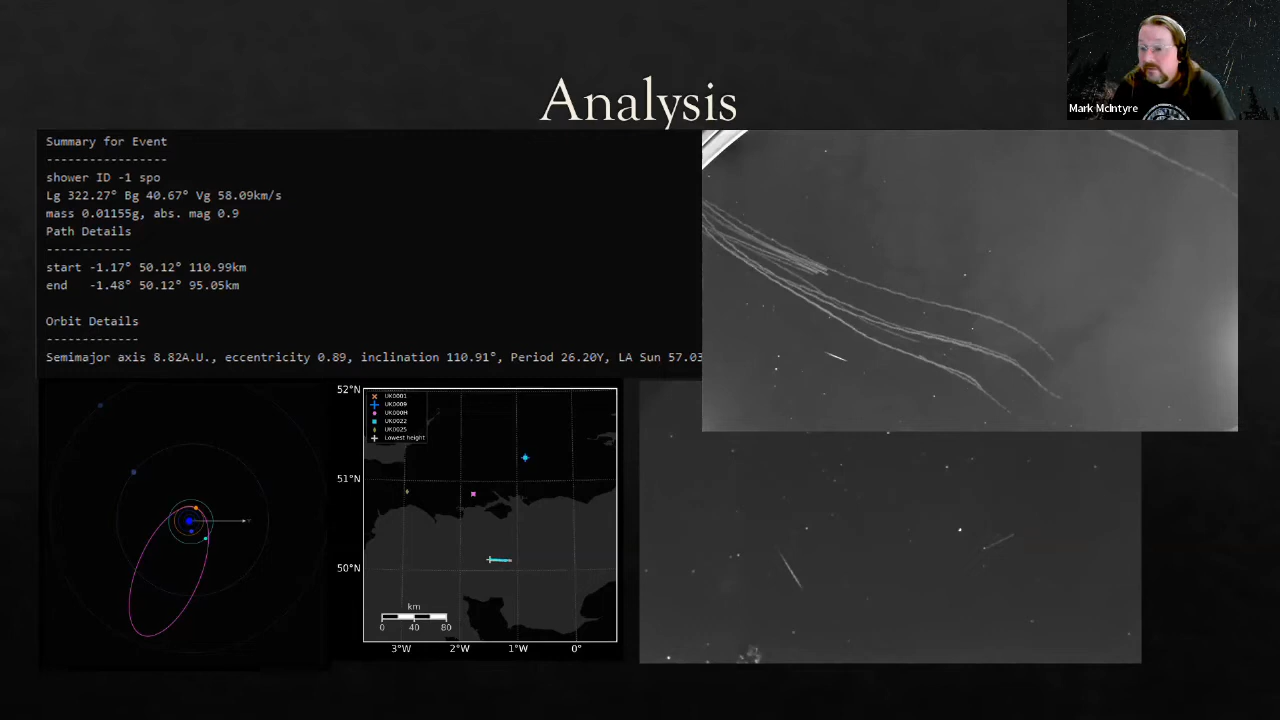 Analysis
Mark McIntyre
Summary for Event
-----------------
shower ID -1 spo
Lg 322.27° Bg 40.67° Vg 58.09km/s
mass 0.01155g, abs. mag 0.9
Path Details
------------
start -1.17° 50.12° 110.99km
end   -1.48° 50.12° 95.05km
Orbit Details
-------------
Semimajor axis 8.82A.U., eccentricity 0.89, inclination 110.91°, Period 26.20Y, LA Sun 57.03
52°N
51°N
50°N
UK0001
UK0009
UK000H
UK0022
UK002S
Lowest height
km
0 40 80
3°W 2°W 1°W 0°